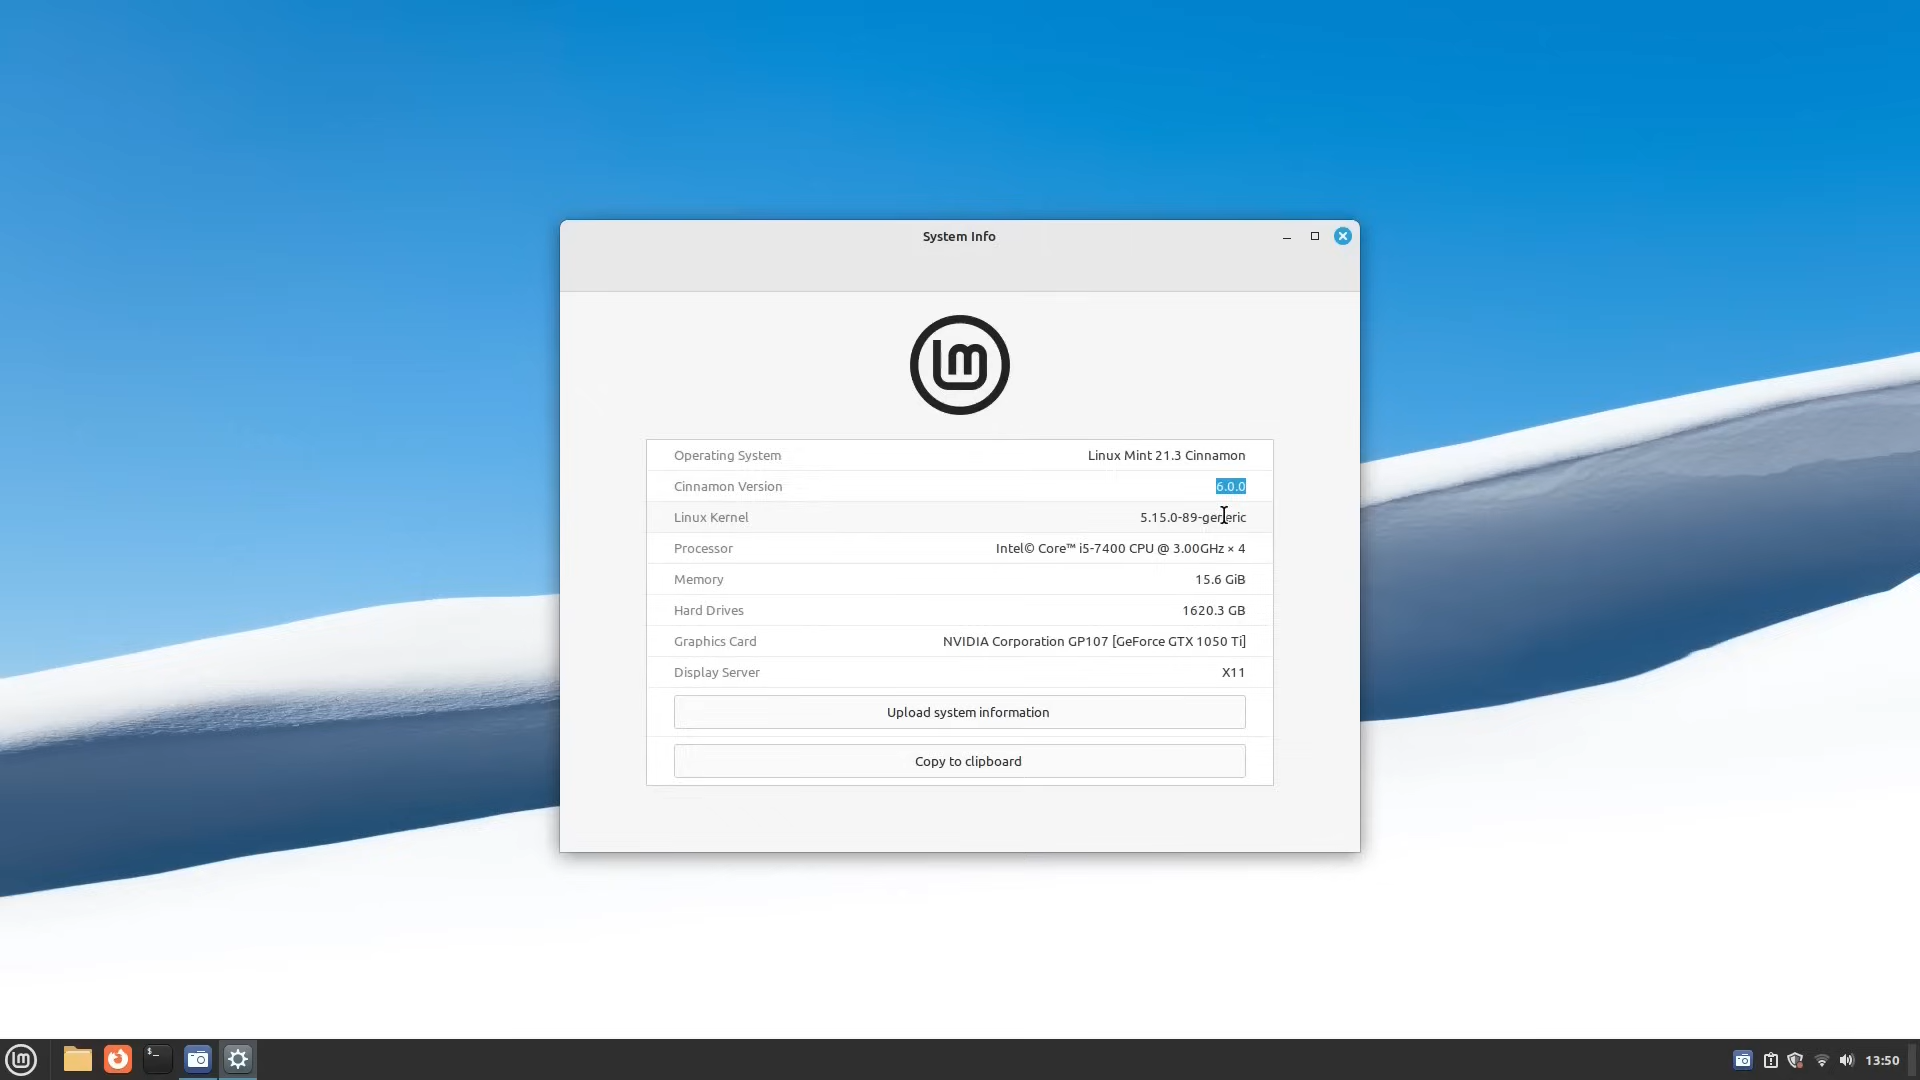 System Info
lm
Operating System Linux Mint 21.3 Cinnamon
Cinnamon Version 6.0.0
Linux Kernel 5.15.0-89-generic
Processor Intel© Core™ i5-7400 CPU @ 3.00GHz × 4
Memory 15.6 GiB
Hard Drives 1620.3 GB
Graphics Card NVIDIA Corporation GP107 [GeForce GTX 1050 Ti]
Display Server X11
Upload system information
Copy to clipboard
lm
$_
13:50